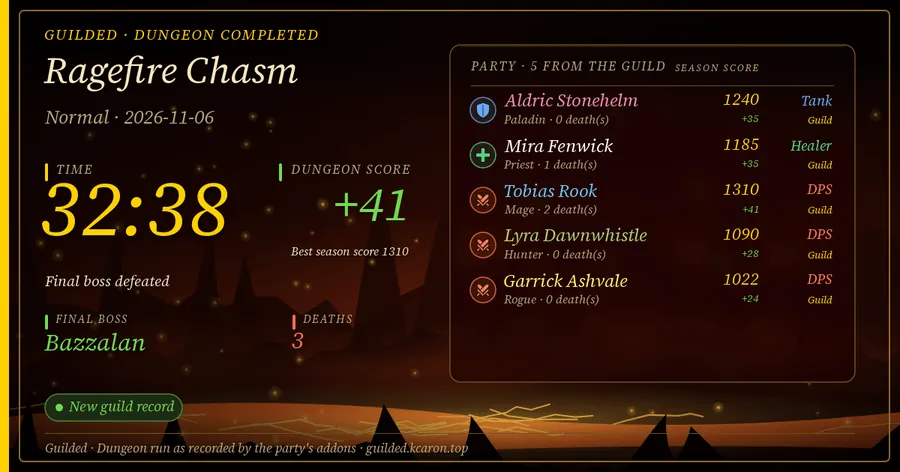 GUILDED · DUNGEON COMPLETED
Ragefire Chasm
Normal · 2026-11-06
TIME
32:38
DUNGEON SCORE
+41
Best season score 1310
Final boss defeated
FINAL BOSS
Bazzalan
DEATHS
3
New guild record
PARTY · 5 FROM THE GUILD SEASON SCORE
Aldric Stonehelm 1240 Tank
Paladin · 0 death(s) +35 Guild
Mira Fenwick 1185 Healer
Priest · 1 death(s) +35 Guild
Tobias Rook 1310 DPS
Mage · 2 death(s) +41 Guild
Lyra Dawnwhistle 1090 DPS
Hunter · 0 death(s) +28 Guild
Garrick Ashvale 1022 DPS
Rogue · 0 death(s) +24 Guild
Guilded · Dungeon run as recorded by the party's addons · guilded.kcaron.top